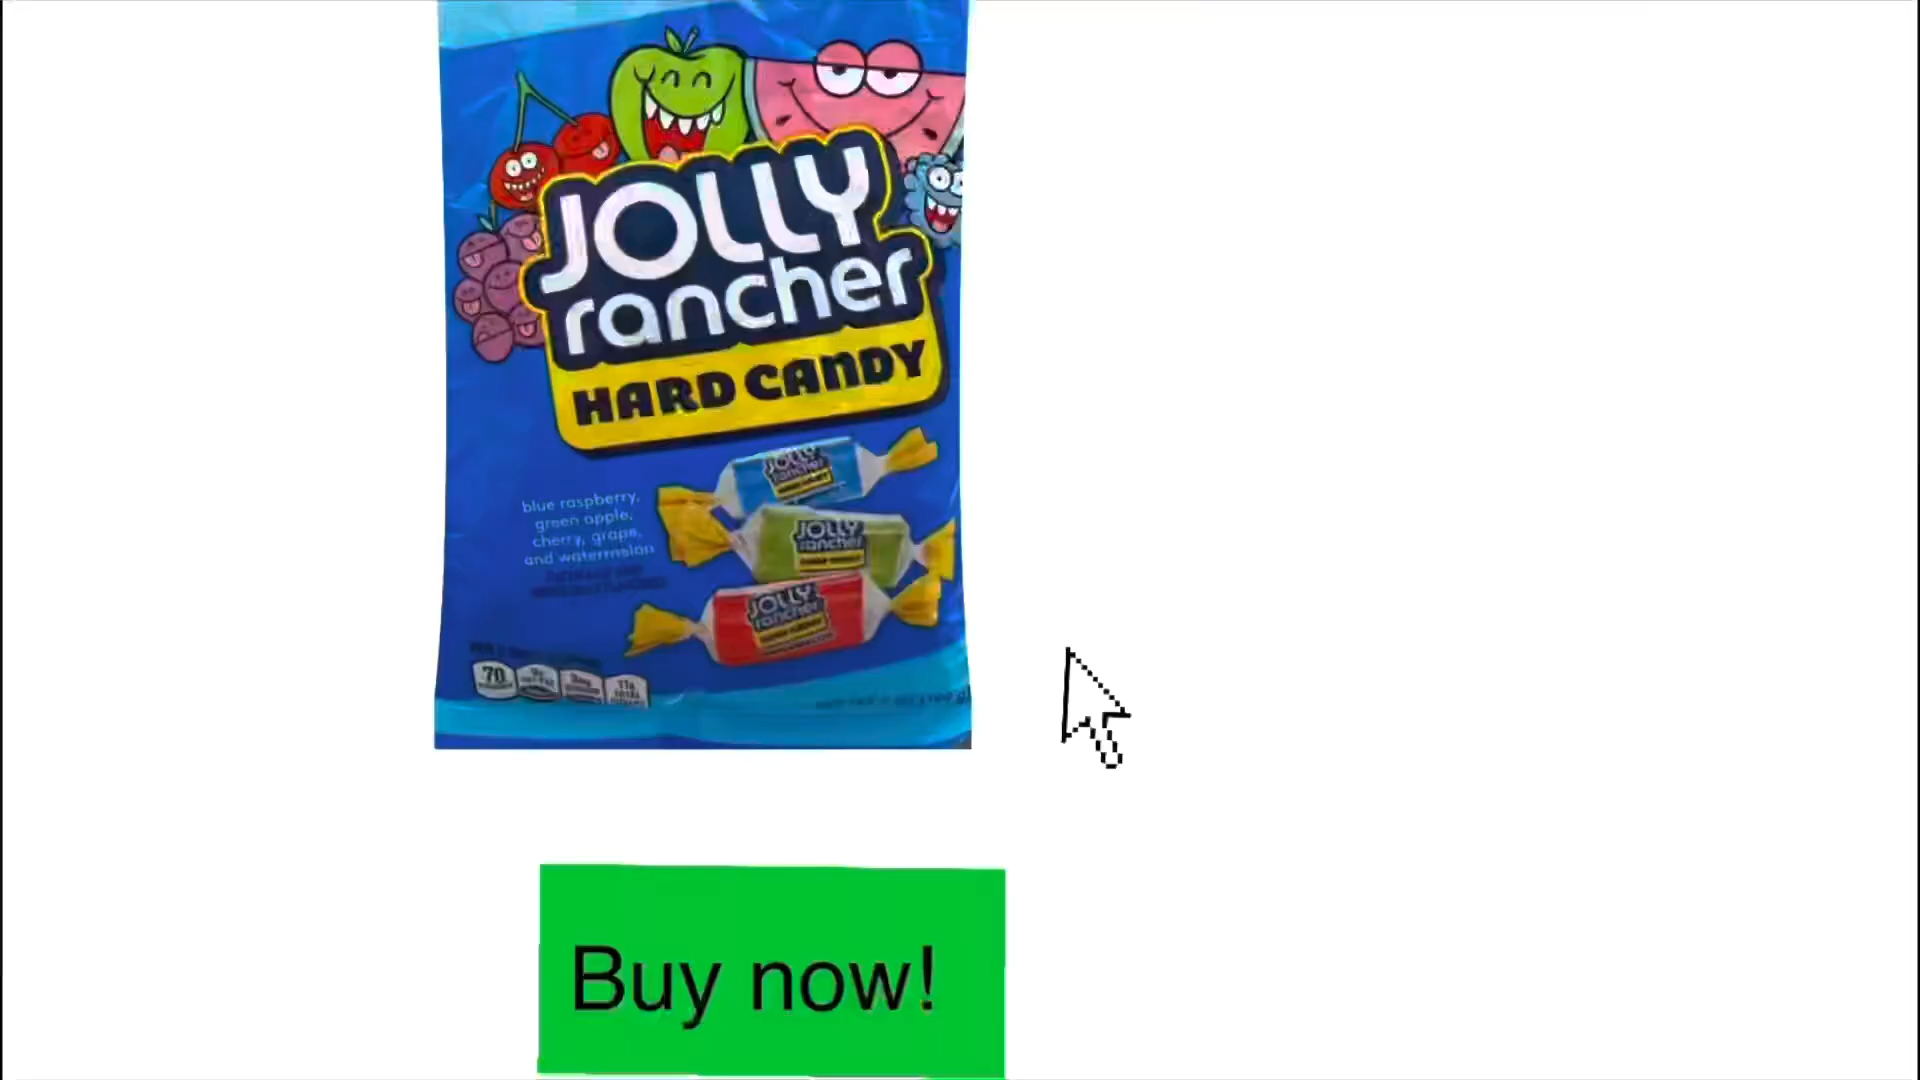 JOLLY
rancher
HARD CANDY
JOLLY
rancher
blue raspberry,
green apple,
cherry, grape,
and watermelon
JOLLY
rancher
JOLLY
rancher
70
Buy now!